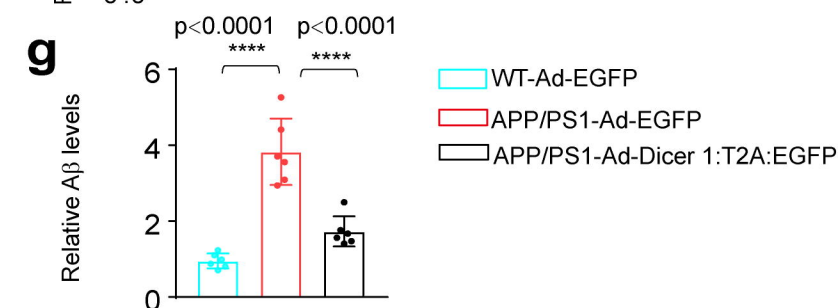 p<0.0001 p<0.0001
g
**** ****
6
4
2
0
Relative Aβ levels
WT-Ad-EGFP
APP/PS1-Ad-EGFP
APP/PS1-Ad-Dicer 1:T2A:EGFP